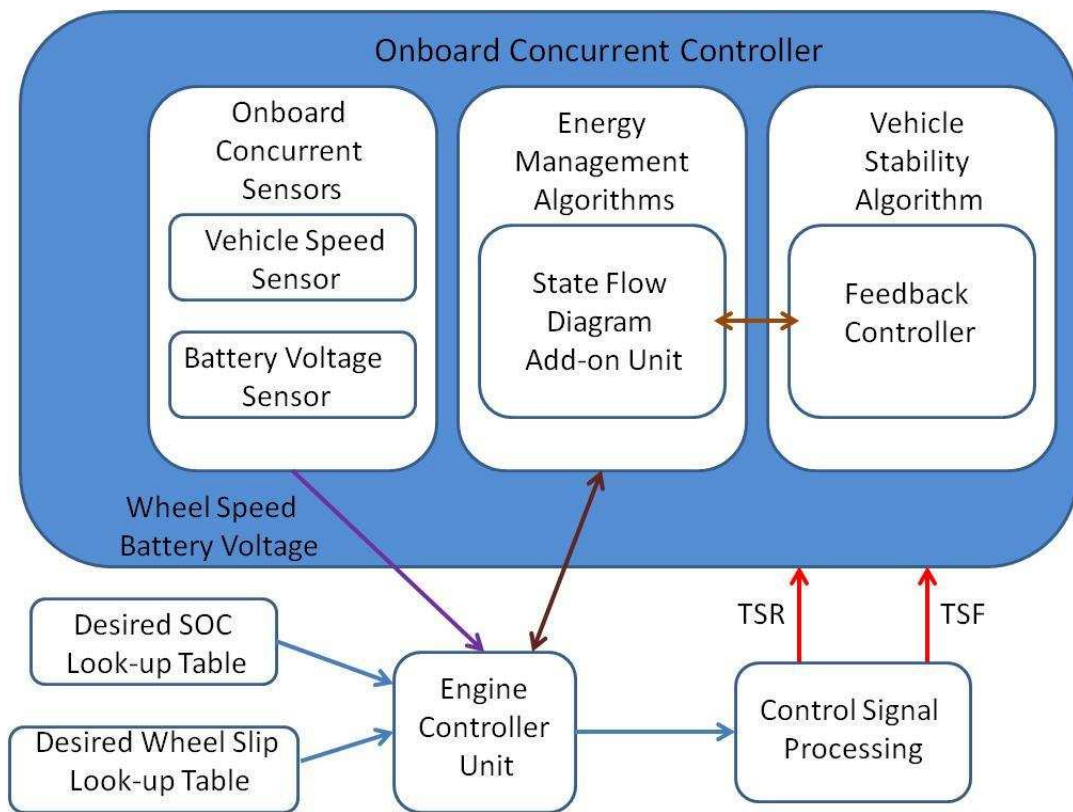 Onboard Concurrent Controller
Onboard
Concurrent
Sensors
Vehicle Speed
Sensor
Battery Voltage
Sensor
Energy
Management
Algorithms
State Flow
Diagram
Add-on Unit
Vehicle
Stability
Algorithm
Feedback
Controller
Wheel Speed
Battery Voltage
Desired SOC
Look-up Table
Desired Wheel Slip
Look-up Table
Engine
Controller
Unit
TSR
TSF
Control Signal
Processing